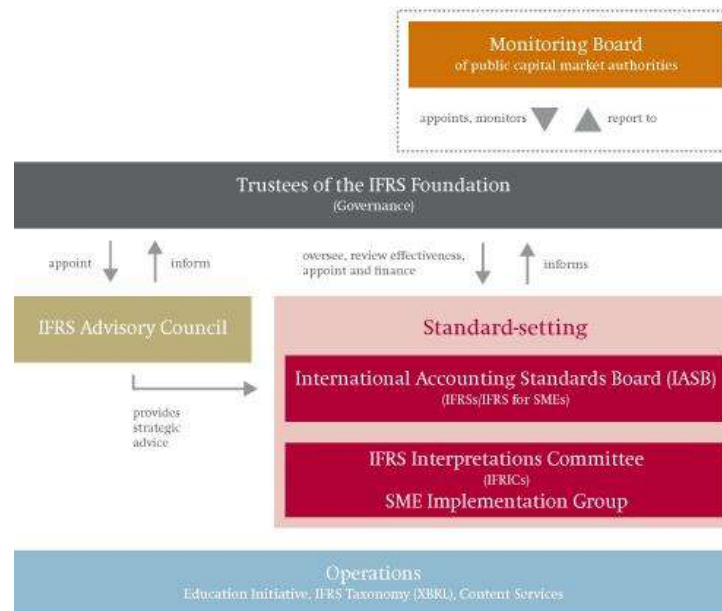 Monitoring Board
of public capital market authorities
appoints, monitors
report to
Trustees of the IFRS Foundation
(Governance)
appoint
inform
oversee, review effectiveness,
appoint and finance
informs
IFRS Advisory Council
Standard-setting
International Accounting Standards Board (IASB)
(IFRSs/IFRS for SMEs)
provides
strategic
advice
IFRS Interpretations Committee
(IFRICs)
SME Implementation Group
Operations
Education Initiative, IFRS Taxonomy (XBRL), Content Services